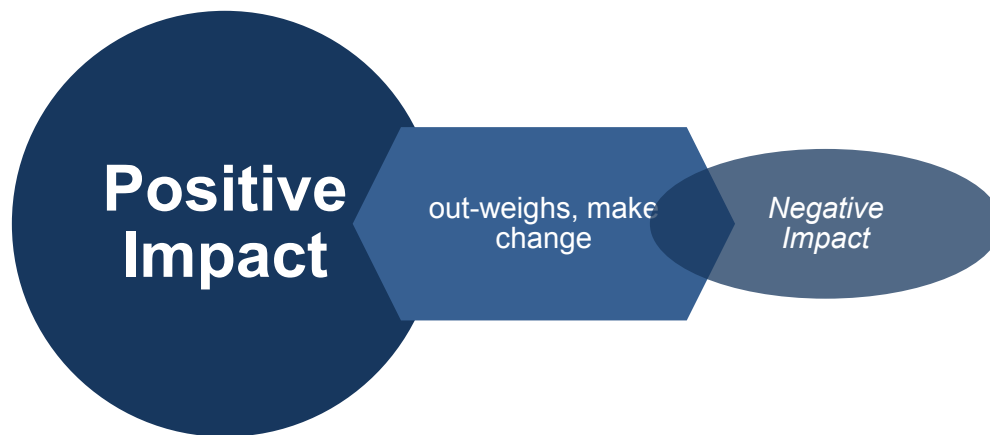 Positive
Impact
out-weighs, make
change
Negative
Impact